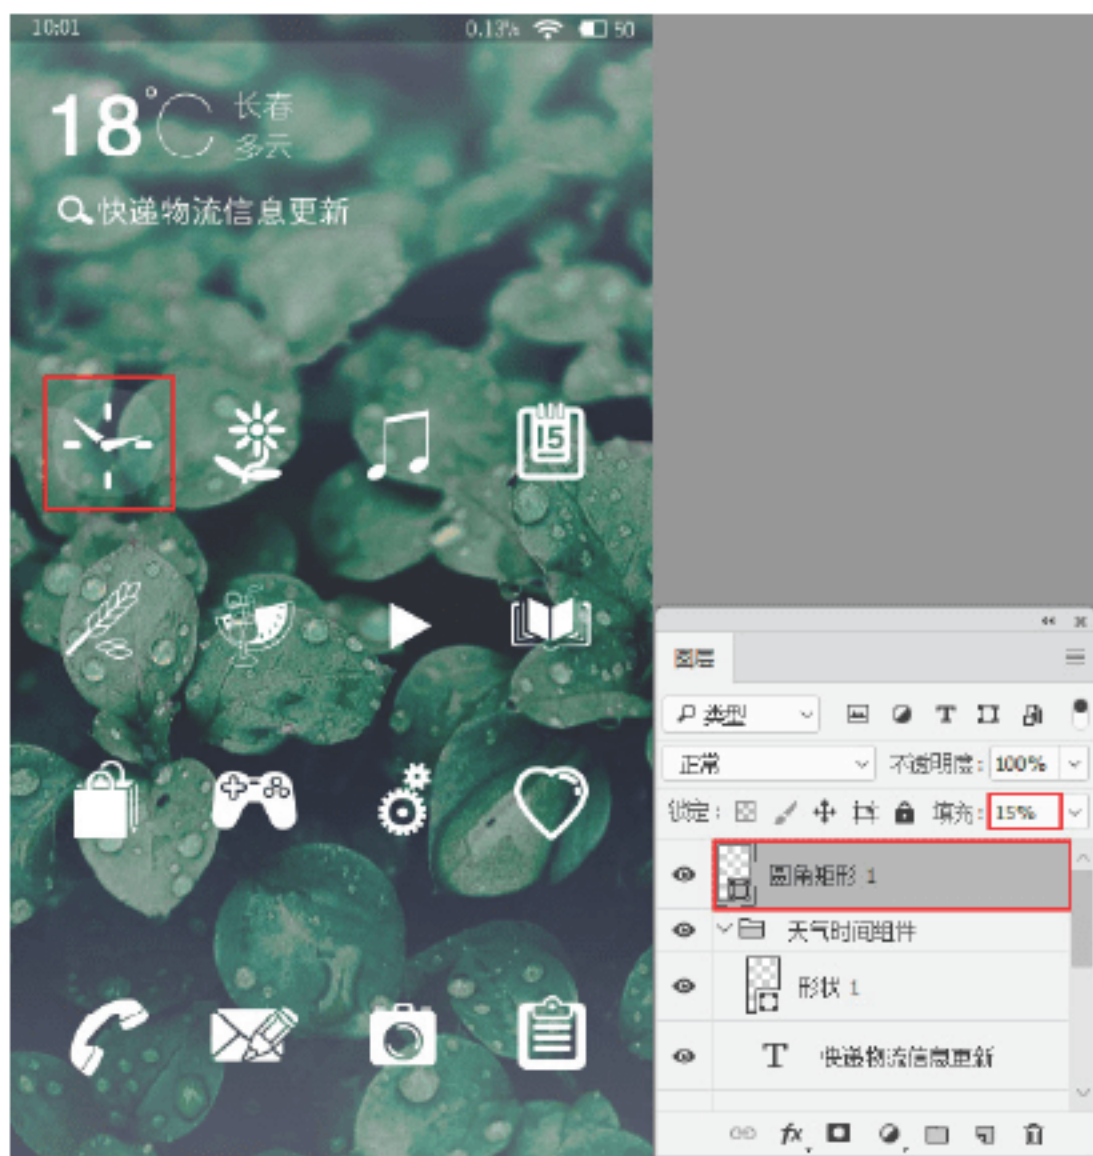 10:01 0.13% 50
18°C 长春
多云
快递物流信息更新
15
图层
类型 T
正常 不透明度: 100%
锁定: 填充: 15%
圆角矩形 1
天气时间组件
形状 1
T 快递物流信息更新
fx